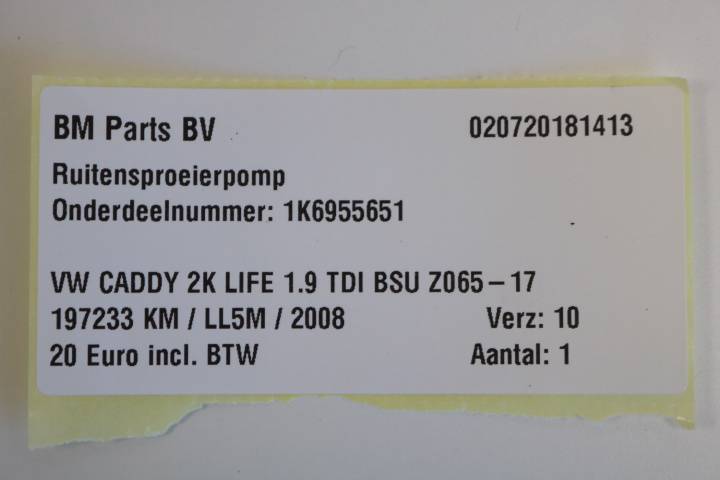 BM Parts BV 020720181413
Ruitensproeierpomp
Onderdeelnummer: 1K6955651
VW CADDY 2K LIFE 1.9 TDI BSU Z065-17
197233 KM / LL5M / 2008 Verz: 10
20 Euro incl. BTW Aantal: 1